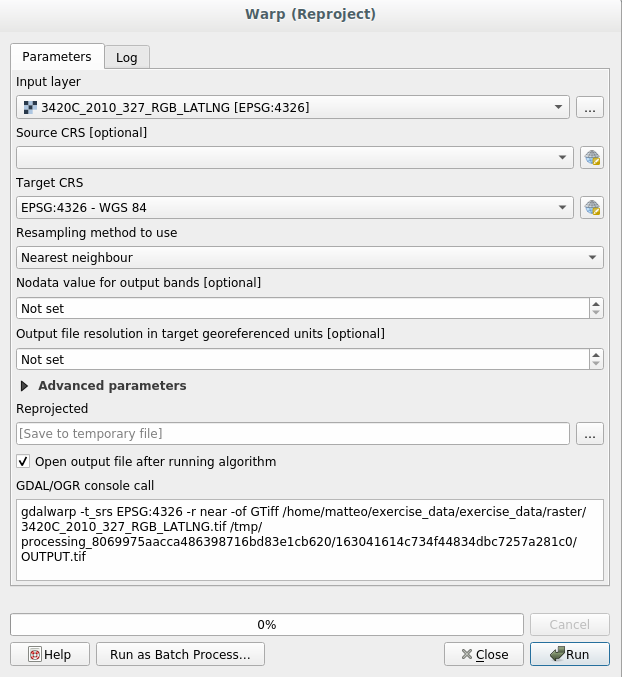 Warp (Reproject)
Parameters
Log
Input layer
3420C_2010_327_RGB_LATLNG [EPSG:4326]
...
Source CRS [optional]
Target CRS
EPSG:4326 - WGS 84
Resampling method to use
Nearest neighbour
Nodata value for output bands [optional]
Not set
Output file resolution in target georeferenced units [optional]
Not set
Advanced parameters
Reprojected
[Save to temporary file]
...
Open output file after running algorithm
GDAL/OGR console call
gdalwarp -t_srs EPSG:4326 -r near -of GTiff /home/matteo/exercise_data/exercise_data/raster/
3420C_2010_327_RGB_LATLNG.tif /tmp/
processing_8069975aacca486398716bd83e1cb620/163041614c734f44834dbc7257a281c0/
OUTPUT.tif
0%
Cancel
Help
Run as Batch Process...
Close
Run